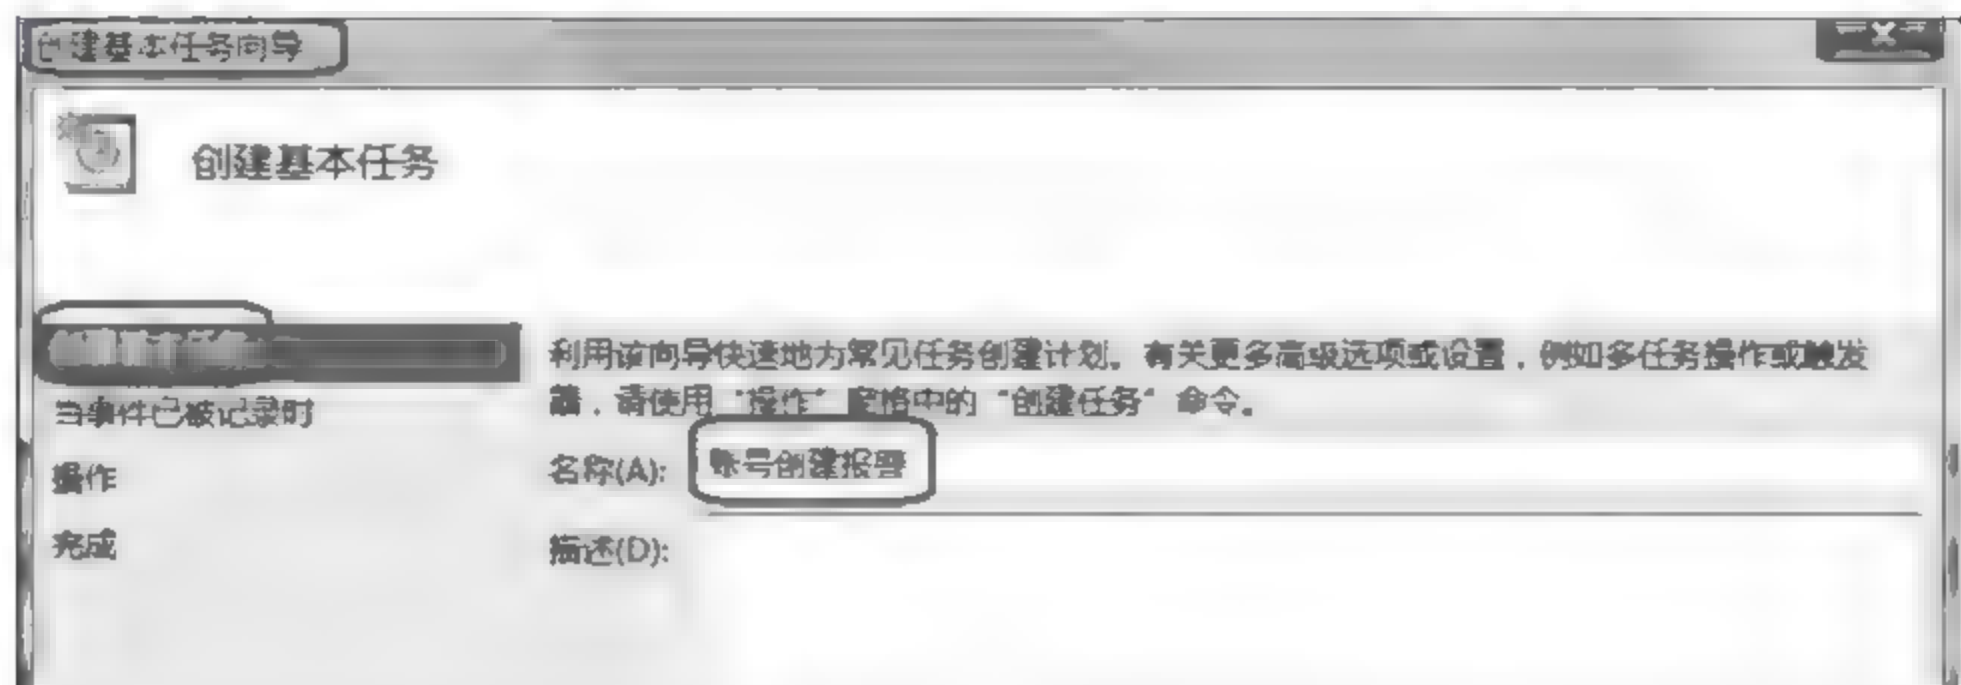 创建基本任务向导
创建基本任务
利用该向导快速地为常见任务创建计划。有关更多高级选项或设置，例如多任务操作或触发
器，请使用“操作”窗格中的“创建任务”命令。
当事件已被记录时
名称(A): 账号创建报警
操作
完成
描述(D):